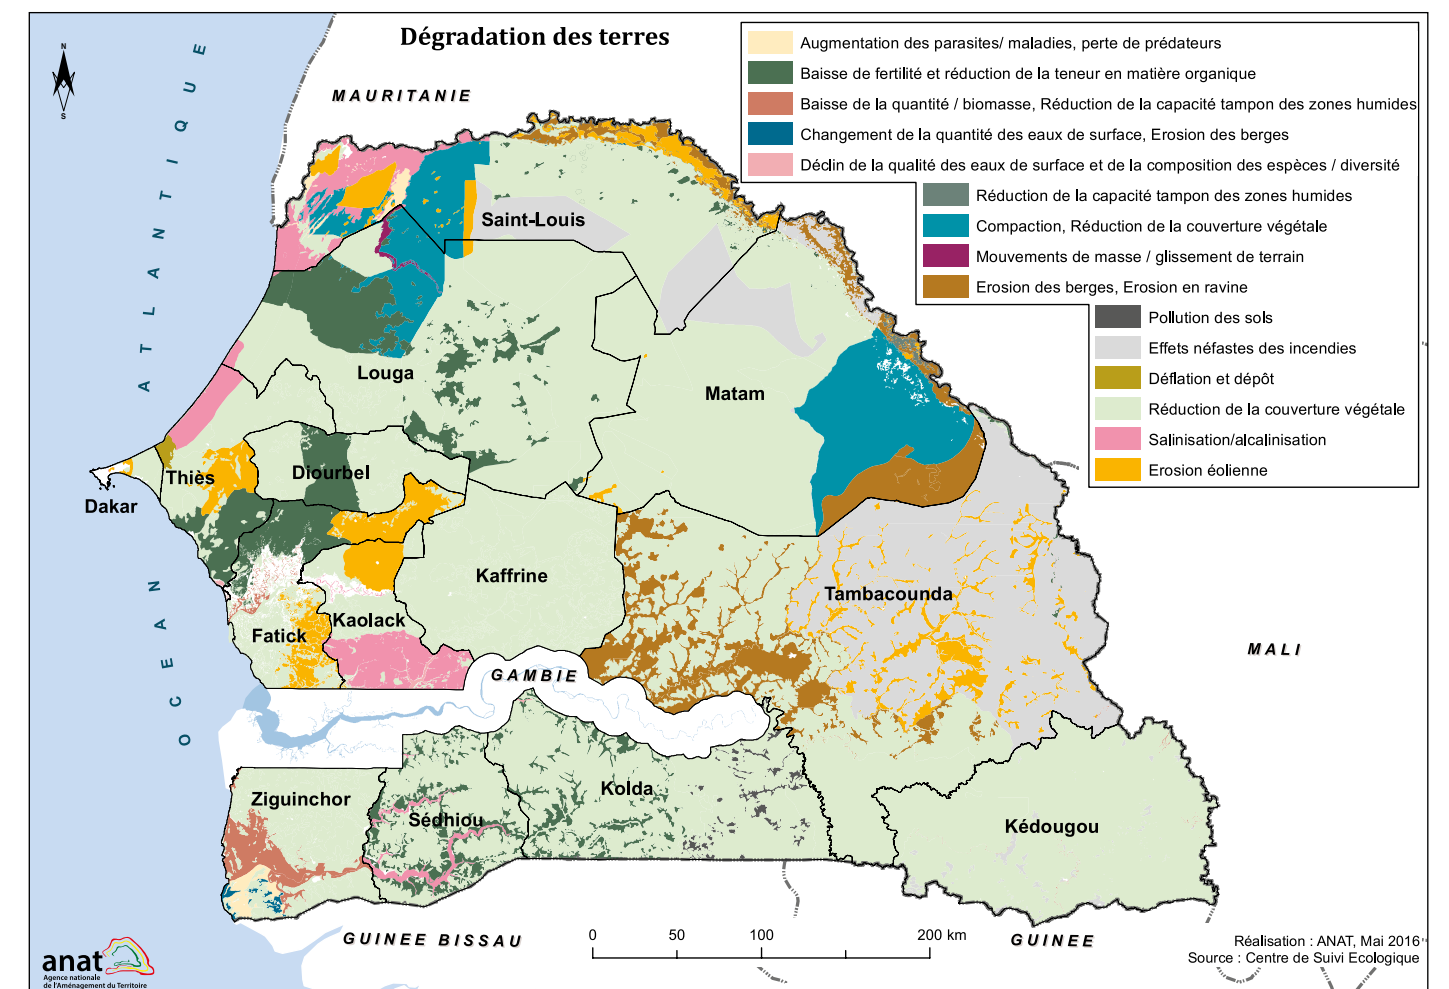 Dégradation des terres
Augmentation des parasites/ maladies, perte de prédateurs
Baisse de fertilité et réduction de la teneur en matière organique
Baisse de la quantité / biomasse, Réduction de la capacité tampon des zones humides
Changement de la quantité des eaux de surface, Erosion des berges
Déclin de la qualité des eaux de surface et de la composition des espèces / diversité
Réduction de la capacité tampon des zones humides
Compaction, Réduction de la couverture végétale
Mouvements de masse / glissement de terrain
Erosion des berges, Erosion en ravine
Pollution des sols
Effets néfastes des incendies
Déflation et dépôt
Réduction de la couverture végétale
Salinisation/alcalinisation
Erosion éolienne
N
S
MAURITANIE
OCEAN ATLANTIQUE
Saint-Louis
Louga
Matam
Thiès
Diourbel
Dakar
Kaffrine
Tambacounda
Fatick
Kaolack
GAMBIE
MALI
Ziguinchor
Sédhiou
Kolda
Kédougou
GUINEE BISSAU
GUINEE
0 50 100 200 km
Réalisation : ANAT, Mai 2016
Source : Centre de Suivi Ecologique
anat
Agence nationale
de l'Aménagement du Territoire